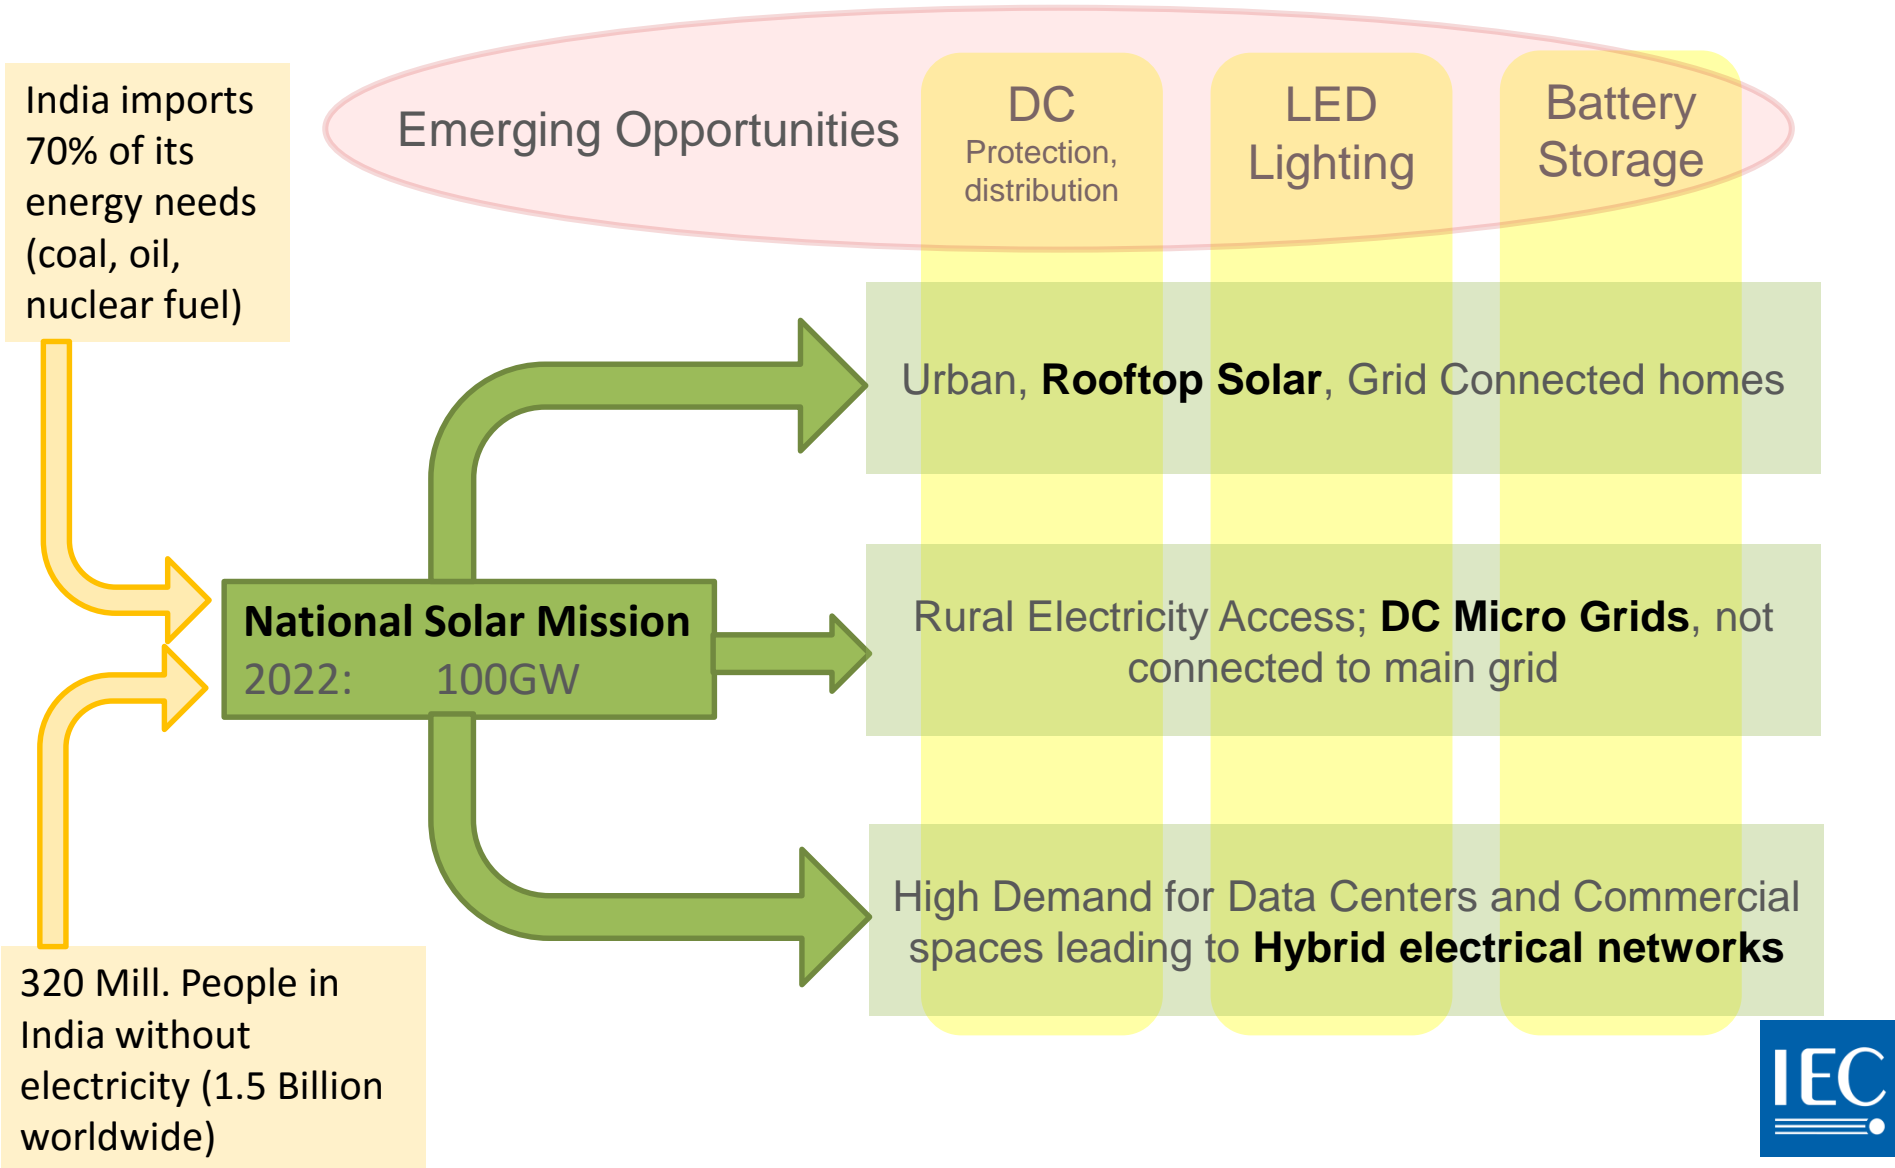 India imports
70% of its
energy needs
(coal, oil,
nuclear fuel)
Emerging Opportunities
DC
Protection,
distribution
LED
Lighting
Battery
Storage
Urban, Rooftop Solar, Grid Connected homes
National Solar Mission
2022: 100GW
Rural Electricity Access; DC Micro Grids, not
connected to main grid
High Demand for Data Centers and Commercial
spaces leading to Hybrid electrical networks
320 Mill. People in
India without
electricity (1.5 Billion
worldwide)
IEC